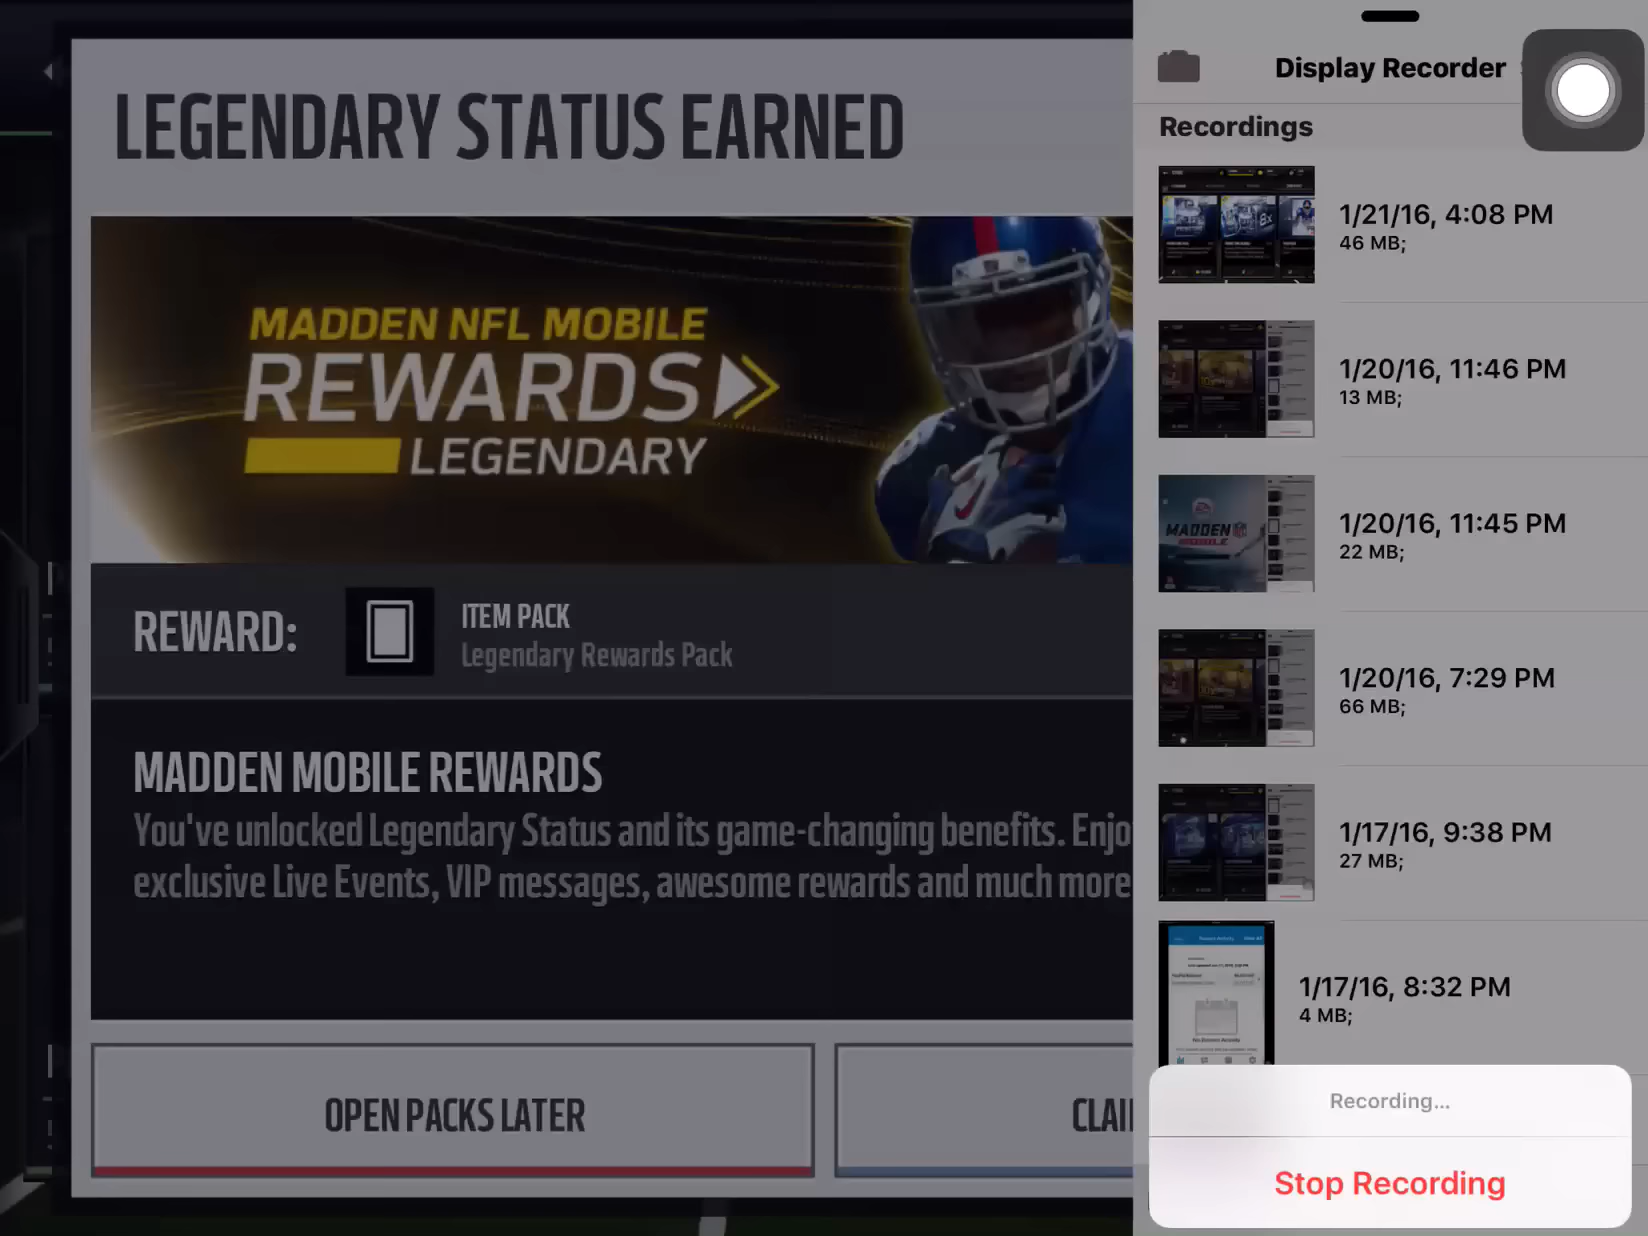 LEGENDARY STATUS EARNED
MADDEN NFL MOBILE
REWARDS
LEGENDARY
REWARD:
ITEM PACK
Legendary Rewards Pack
MADDEN MOBILE REWARDS
You've unlocked Legendary Status and its game-changing benefits. Enjo
exclusive Live Events, VIP messages, awesome rewards and much more
OPEN PACKS LATER
CLAI
Display Recorder
Recordings
1/21/16, 4:08 PM
46 MB;
1/20/16, 11:46 PM
13 MB;
MADDEN
1/20/16, 11:45 PM
22 MB;
1/20/16, 7:29 PM
66 MB;
1/17/16, 9:38 PM
27 MB;
1/17/16, 8:32 PM
4 MB;
Recording...
Stop Recording